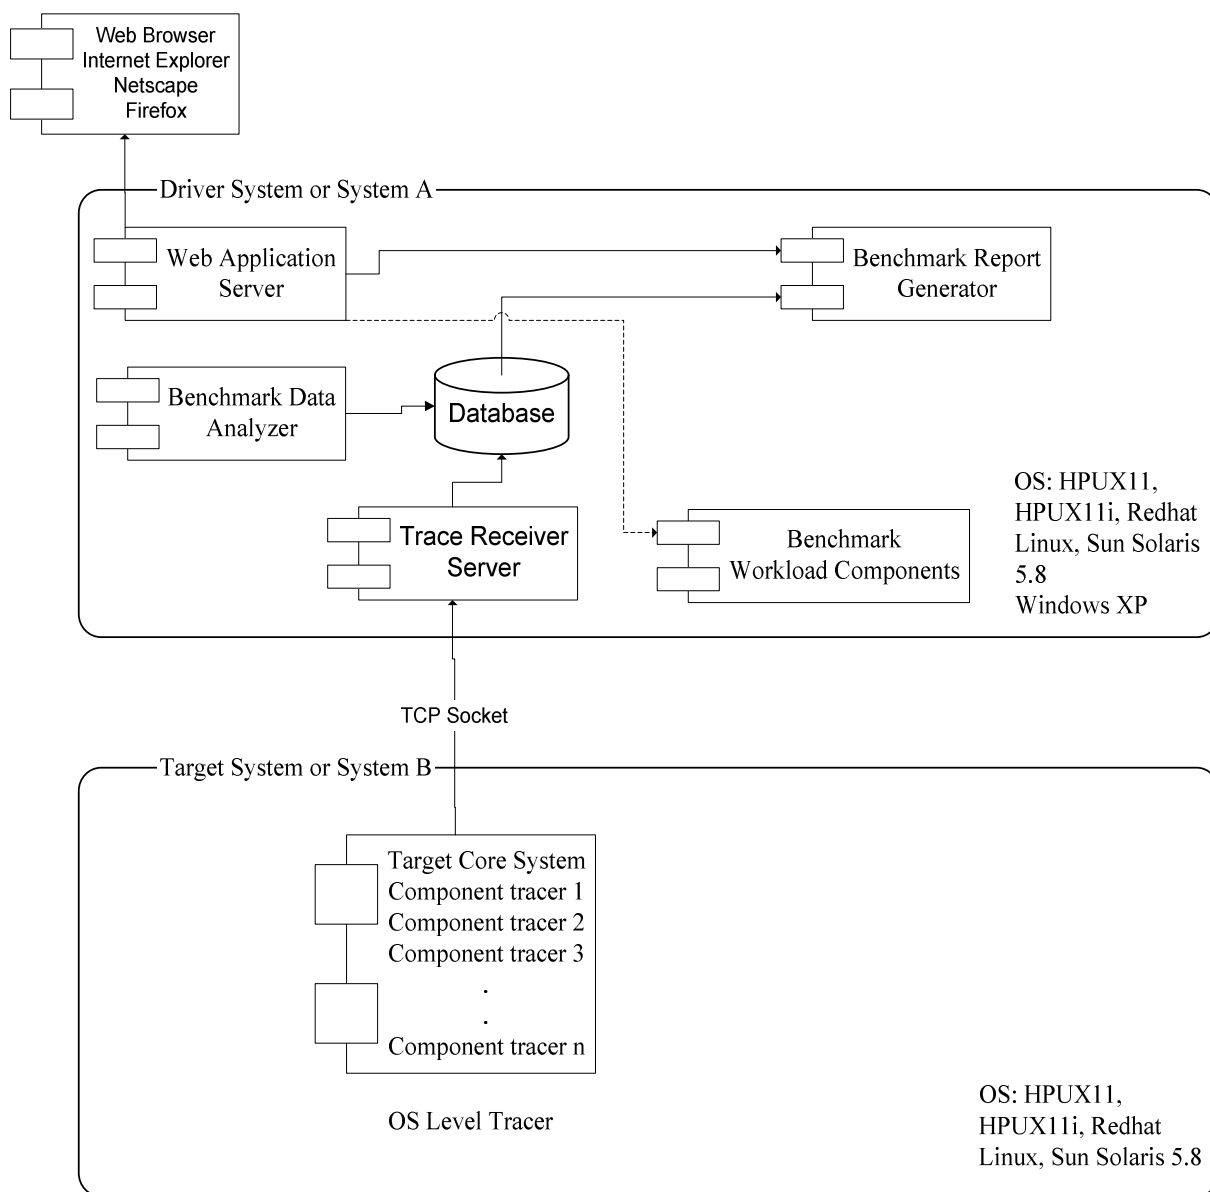 Web Browser
Internet Explorer
Netscape
Firefox
Driver System or System A
Web Application
Server
Benchmark Report
Generator
Benchmark Data
Analyzer
Database
Trace Receiver
Server
Benchmark
Workload Components
OS: HPUX11,
HPUX11i, Redhat
Linux, Sun Solaris
5.8
Windows XP
TCP Socket
Target System or System B
Target Core System
Component tracer 1
Component tracer 2
Component tracer 3
.
.
Component tracer n
OS Level Tracer
OS: HPUX11,
HPUX11i, Redhat
Linux, Sun Solaris 5.8